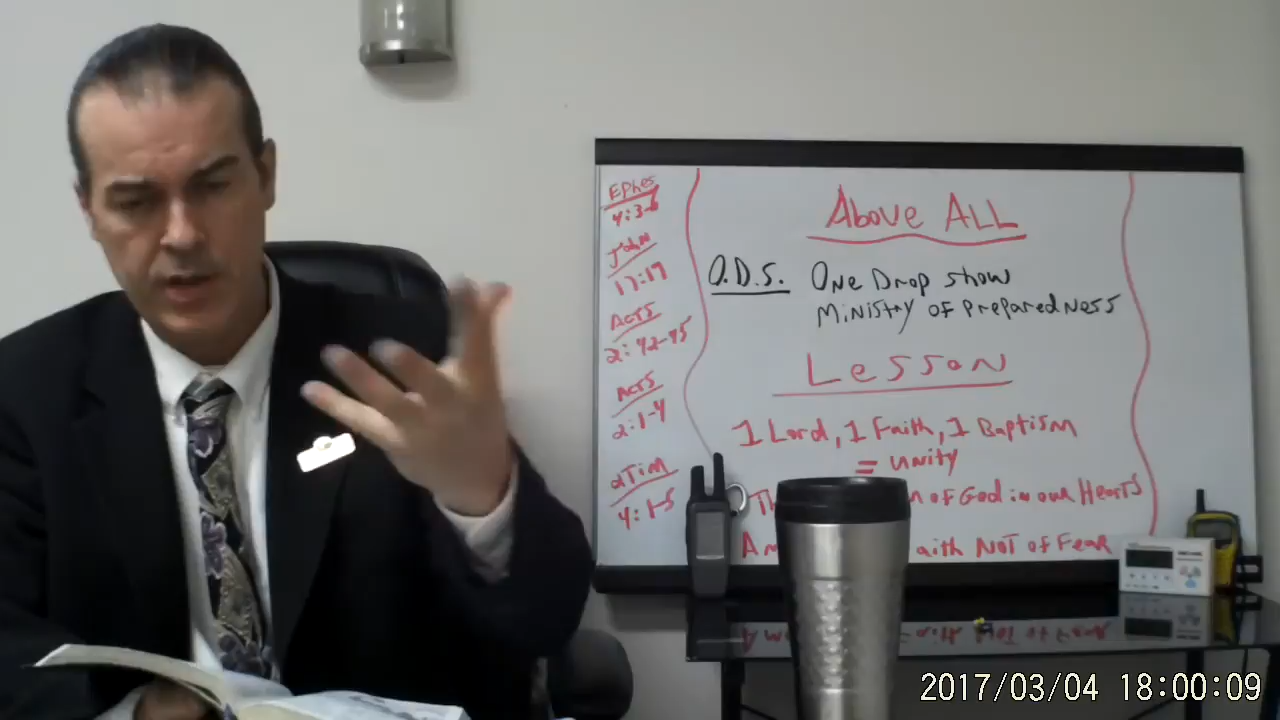 Ephes
4:3-6
John
17:17
Acts
2:42-45
Acts
2:1-4
2Tim
4:1-5
Above ALL
O.D.S. One Drop show
Ministry of PrepaRedNess
Lesson
1 Lord, 1 Faith, 1 Baptism
= uNity
of God in our Hearts
aith NOT of Fear
2017/03/04 18:00:09